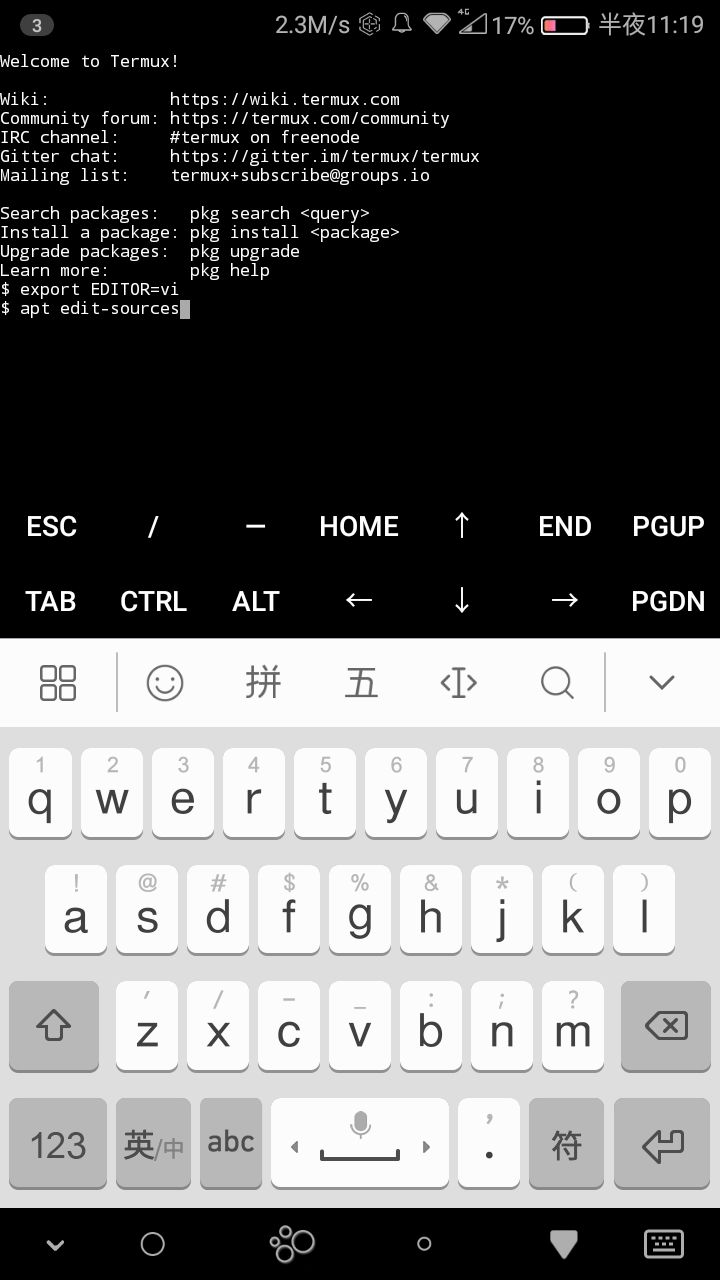 3 2.3M/s 4G 17% 半夜11:19
Welcome to Termux!
Wiki: https://wiki.termux.com
Community forum: https://termux.com/community
IRC channel: #termux on freenode
Gitter chat: https://gitter.im/termux/termux
Mailing list: termux+subscribe@groups.io
Search packages: pkg search <query>
Install a package: pkg install <package>
Upgrade packages: pkg upgrade
Learn more: pkg help
$ export EDITOR=vi
$ apt edit-sources
ESC / — HOME ↑ END PGUP
TAB CTRL ALT ← ↓ → PGDN
拼 五
1 2 3 4 5 6 7 8 9 0
q w e r t y u i o p
! @ # $ % & * ( )
a s d f g h j k l
′ / – _ : ; ?
z x c v b n m
,
123 英/中 abc . 符